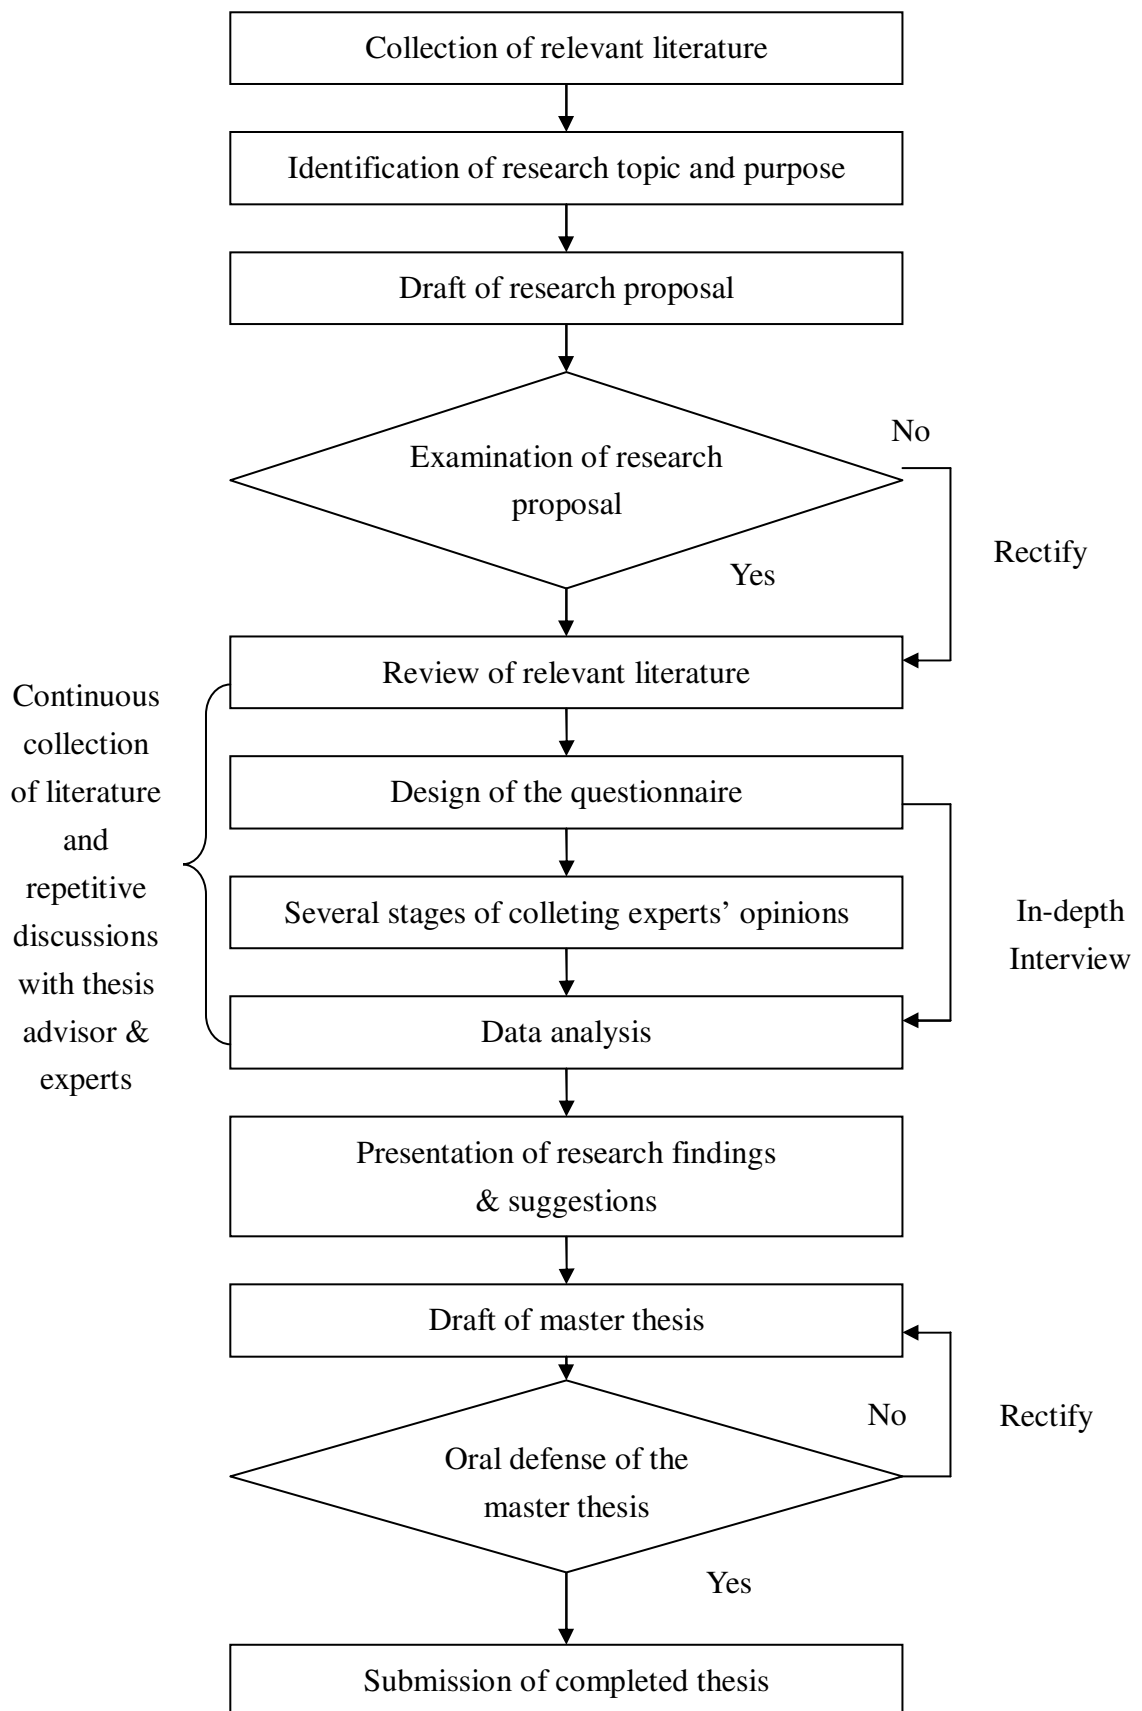 Collection of relevant literature
Identification of research topic and purpose
Draft of research proposal
Examination of research
proposal
No
Rectify
Yes
Review of relevant literature
Continuous
collection
of literature
and
repetitive
discussions
with thesis
advisor &
experts
Design of the questionnaire
Several stages of colleting experts’ opinions
In-depth
Interview
Data analysis
Presentation of research findings
& suggestions
Draft of master thesis
No
Rectify
Oral defense of the
master thesis
Yes
Submission of completed thesis